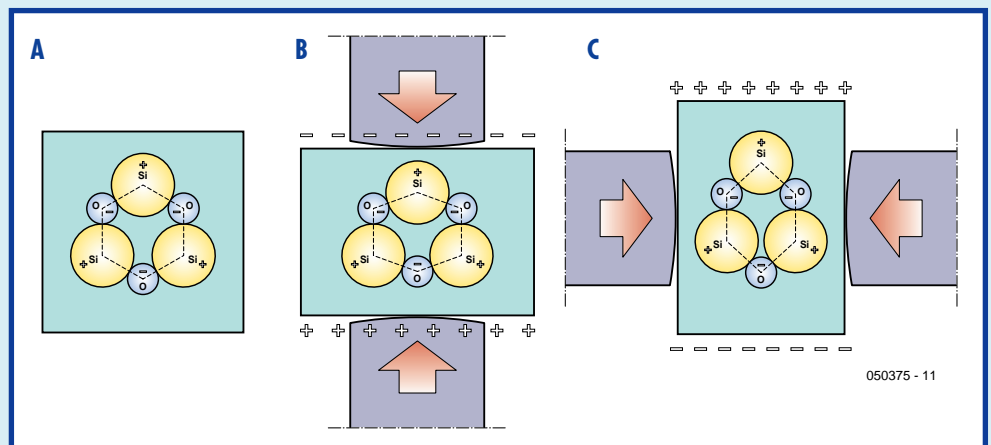 A
B
C
+ + + + + + + +
− − − − − − − −
+
Si
O
−
−
O
+
Si
−
Si
+
O
+
Si
O
−
−
O
+
Si
−
Si
+
O
+
Si
O
−
−
O
+
Si
−
Si
+
O
+ + + + + + + +
− − − − − − − −
050375 - 11